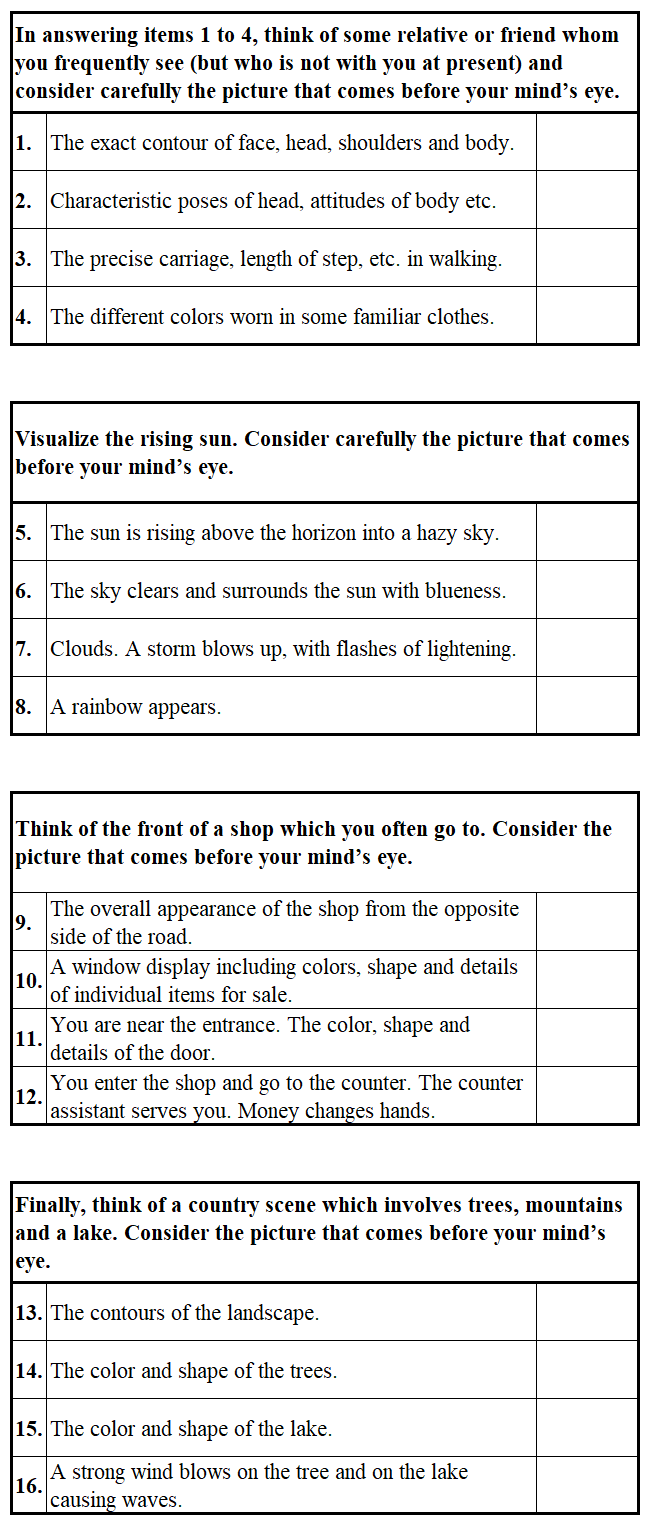 In answering items 1 to 4, think of some relative or friend whom
you frequently see (but who is not with you at present) and
consider carefully the picture that comes before your mind’s eye.
1. The exact contour of face, head, shoulders and body.
2. Characteristic poses of head, attitudes of body etc.
3. The precise carriage, length of step, etc. in walking.
4. The different colors worn in some familiar clothes.
Visualize the rising sun. Consider carefully the picture that comes
before your mind’s eye.
5. The sun is rising above the horizon into a hazy sky.
6. The sky clears and surrounds the sun with blueness.
7. Clouds. A storm blows up, with flashes of lightening.
8. A rainbow appears.
Think of the front of a shop which you often go to. Consider the
picture that comes before your mind’s eye.
9. The overall appearance of the shop from the opposite
side of the road.
10. A window display including colors, shape and details
of individual items for sale.
11. You are near the entrance. The color, shape and
details of the door.
12. You enter the shop and go to the counter. The counter
assistant serves you. Money changes hands.
Finally, think of a country scene which involves trees, mountains
and a lake. Consider the picture that comes before your mind’s
eye.
13. The contours of the landscape.
14. The color and shape of the trees.
15. The color and shape of the lake.
16. A strong wind blows on the tree and on the lake
causing waves.